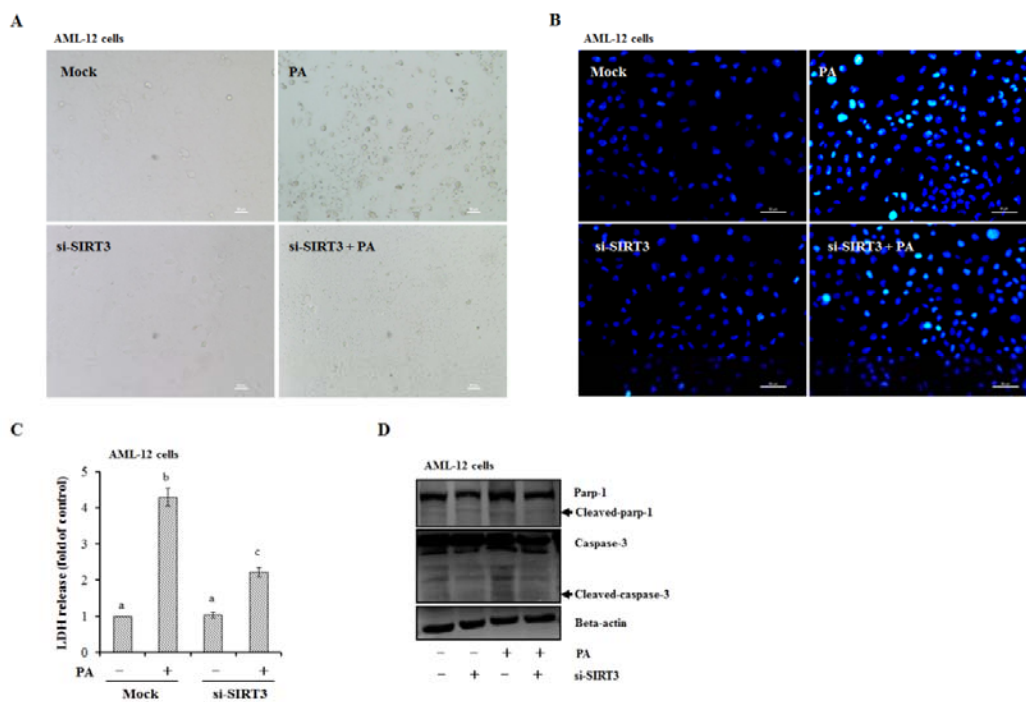 A
AML-12 cells
Mock
PA
si-SIRT3
si-SIRT3 + PA
B
AML-12 cells
Mock
PA
si-SIRT3
si-SIRT3 + PA
C
AML-12 cells
LDH release (fold of control)
5
4
3
2
1
0
a
b
a
c
PA
− + − +
Mock si-SIRT3
D
AML-12 cells
Parp-1
Cleaved-parp-1
Caspase-3
Cleaved-caspase-3
Beta-actin
− − + + PA
− + − + si-SIRT3